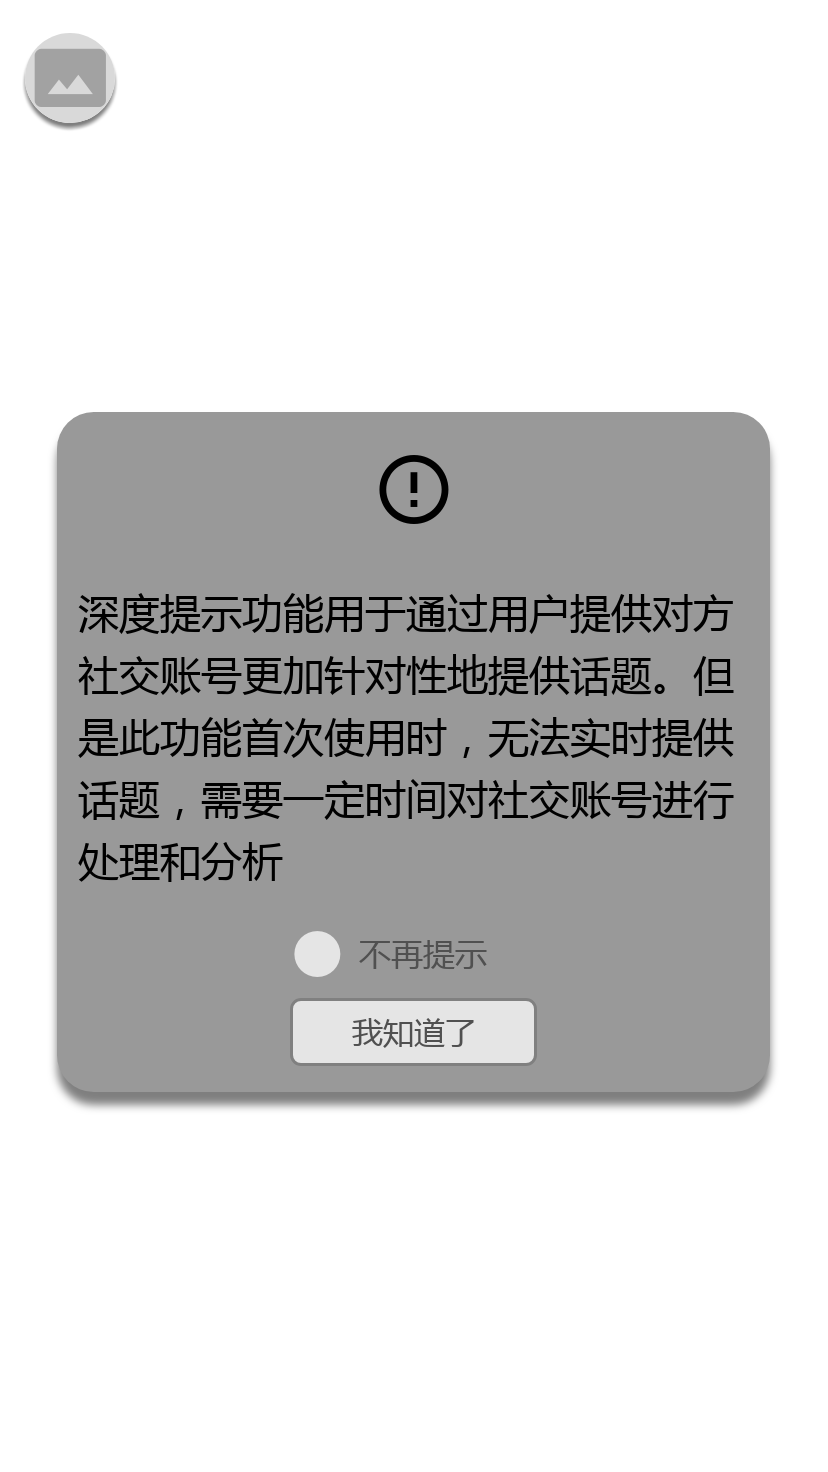 深度提示功能用于通过用户提供对方
社交账号更加针对性地提供话题。但
是此功能首次使用时，无法实时提供
话题，需要一定时间对社交账号进行
处理和分析
不再提示
我知道了